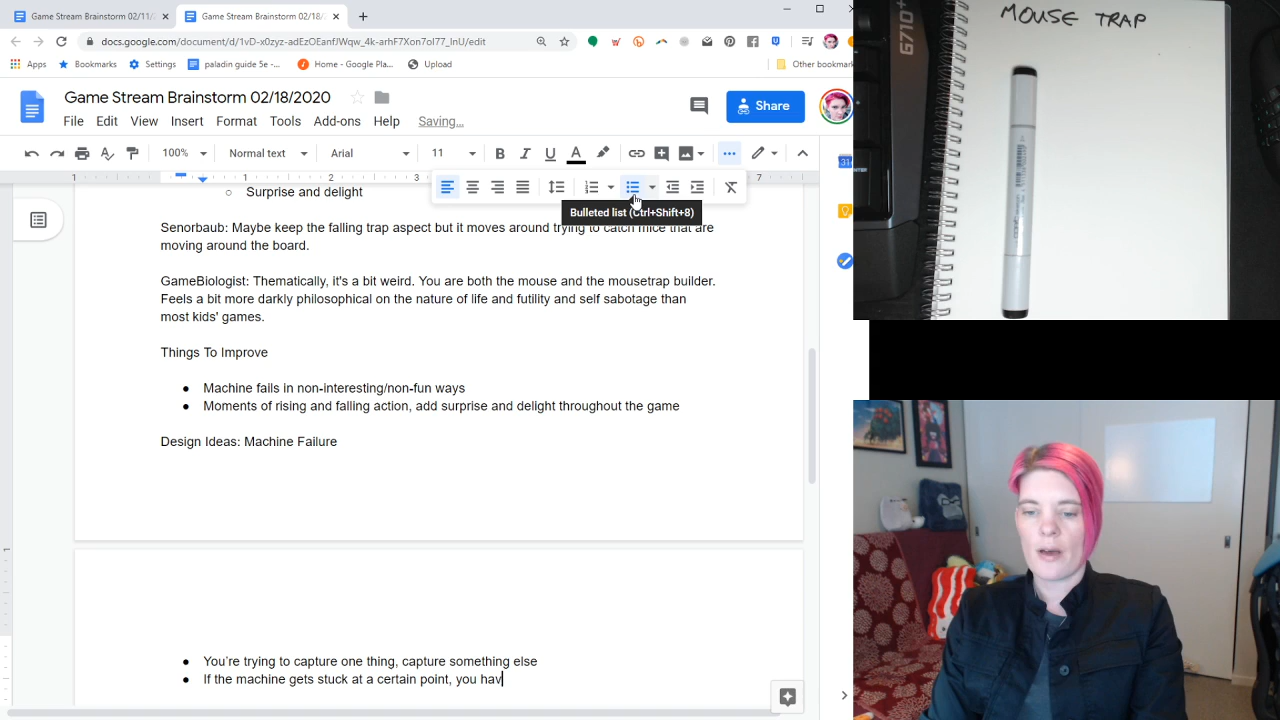 Game Stream Brainstorm 02/11/
Game Stream Brainstorm 02/18/
docs.google.com/document/d/
Apps
Bookmarks
Settings
paladin guide 5e -...
Home - Google Pla...
Upload
Other bookmark
Game Stream Brainstorm 02/18/2020
File Edit View Insert Format Tools Add-ons Help Saving...
Share
100% Normal text Arial 11 B I U A
1 3 7
Bulleted list (Ctrl+Shift+8)
Surprise and delight
Senorbaub: Maybe keep the falling trap aspect but it moves around trying to catch mice that are
moving around the board.
GameBiologist: Thematically, it's a bit weird. You are both the mouse and the mousetrap builder.
Feels a bit more darkly philosophical on the nature of life and futility and self sabotage than
most kids' games.
Things To Improve
Machine fails in non-interesting/non-fun ways
Moments of rising and falling action, add surprise and delight throughout the game
Design Ideas: Machine Failure
You're trying to capture one thing, capture something else
If the machine gets stuck at a certain point, you hav
31
MOUSE TRAP
G710+